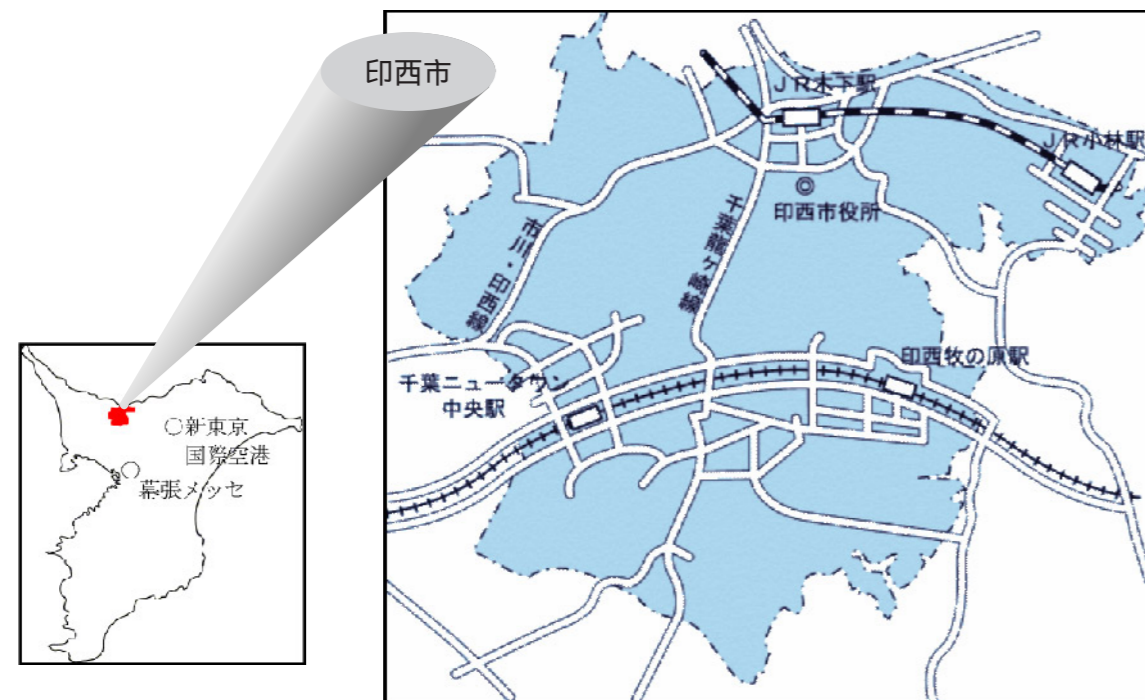 印西市
JR木下駅
JR小林駅
印西市役所
千葉龍ヶ崎線
市川・印西線
印西牧の原駅
千葉ニュータウン
中央駅
新東京
国際空港
幕張メッセ